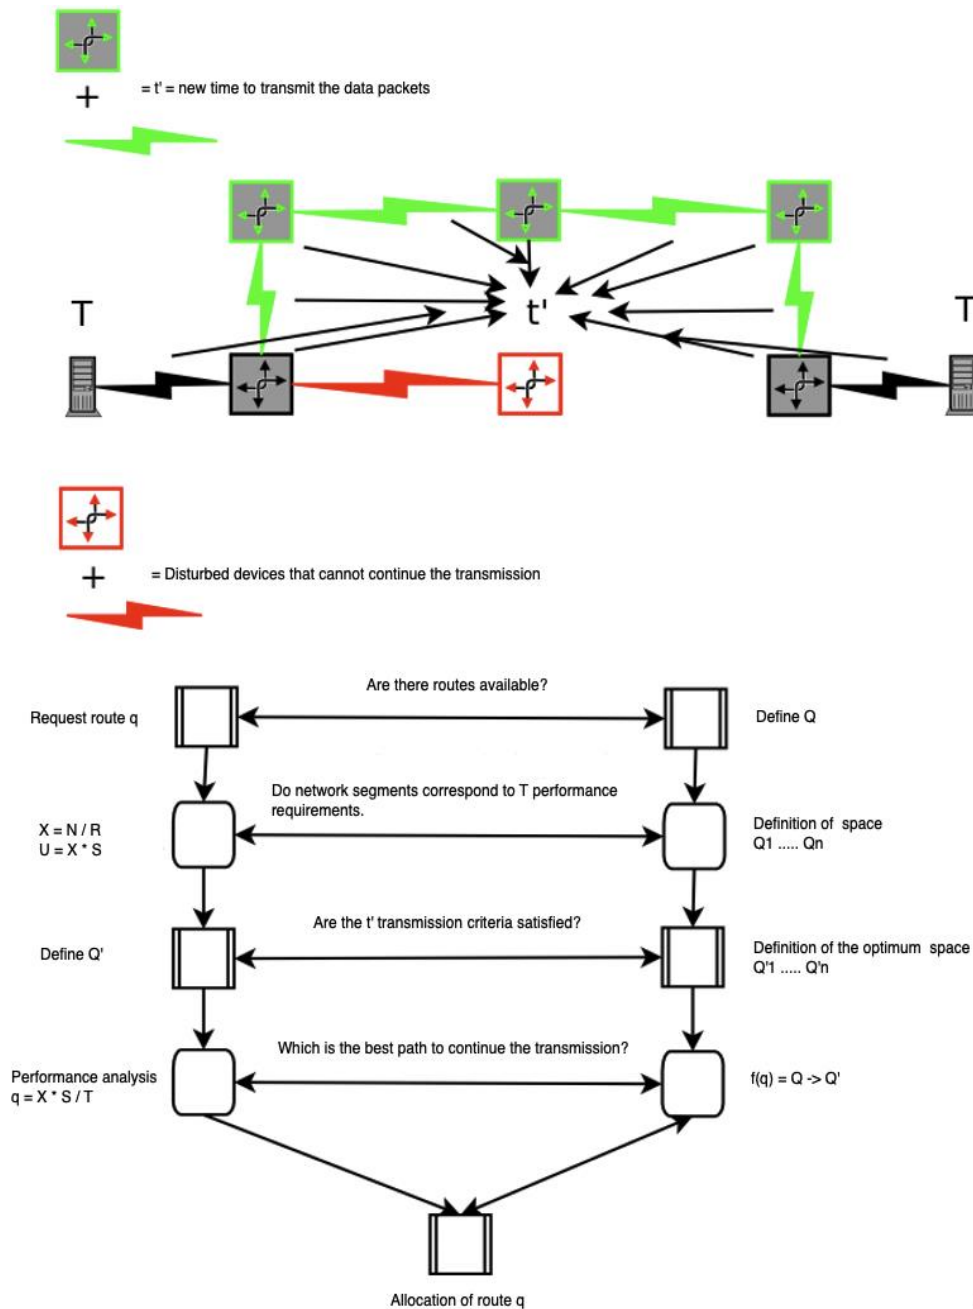 +
= t' = new time to transmit the data packets
T
t'
T
+
= Disturbed devices that cannot continue the transmission
Are there routes available?
Request route q
Define Q
Do network segments correspond to T performance
requirements.
X = N / R
U = X * S
Definition of space
Q1 ..... Qn
Are the t' transmission criteria satisfied?
Define Q'
Definition of the optimum space
Q'1 ..... Q'n
Which is the best path to continue the transmission?
Performance analysis
q = X * S / T
f(q) = Q -> Q'
Allocation of route q